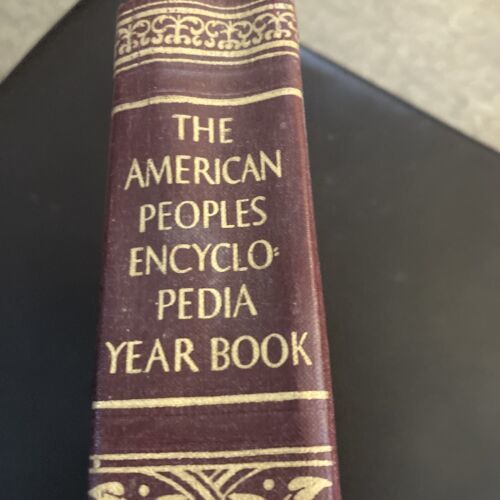 THE
AMERICAN
PEOPLES
ENCYCLO-
PEDIA
YEAR BOOK